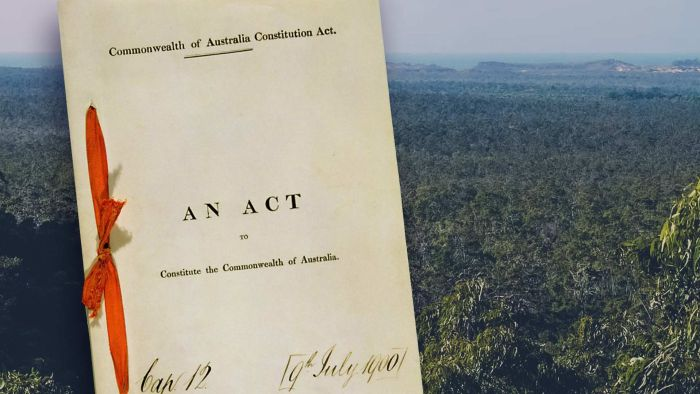 Commonwealth of Australia Constitution Act.
AN ACT
TO
Constitute the Commonwealth of Australia.
Cap 12. [9th July 1900]